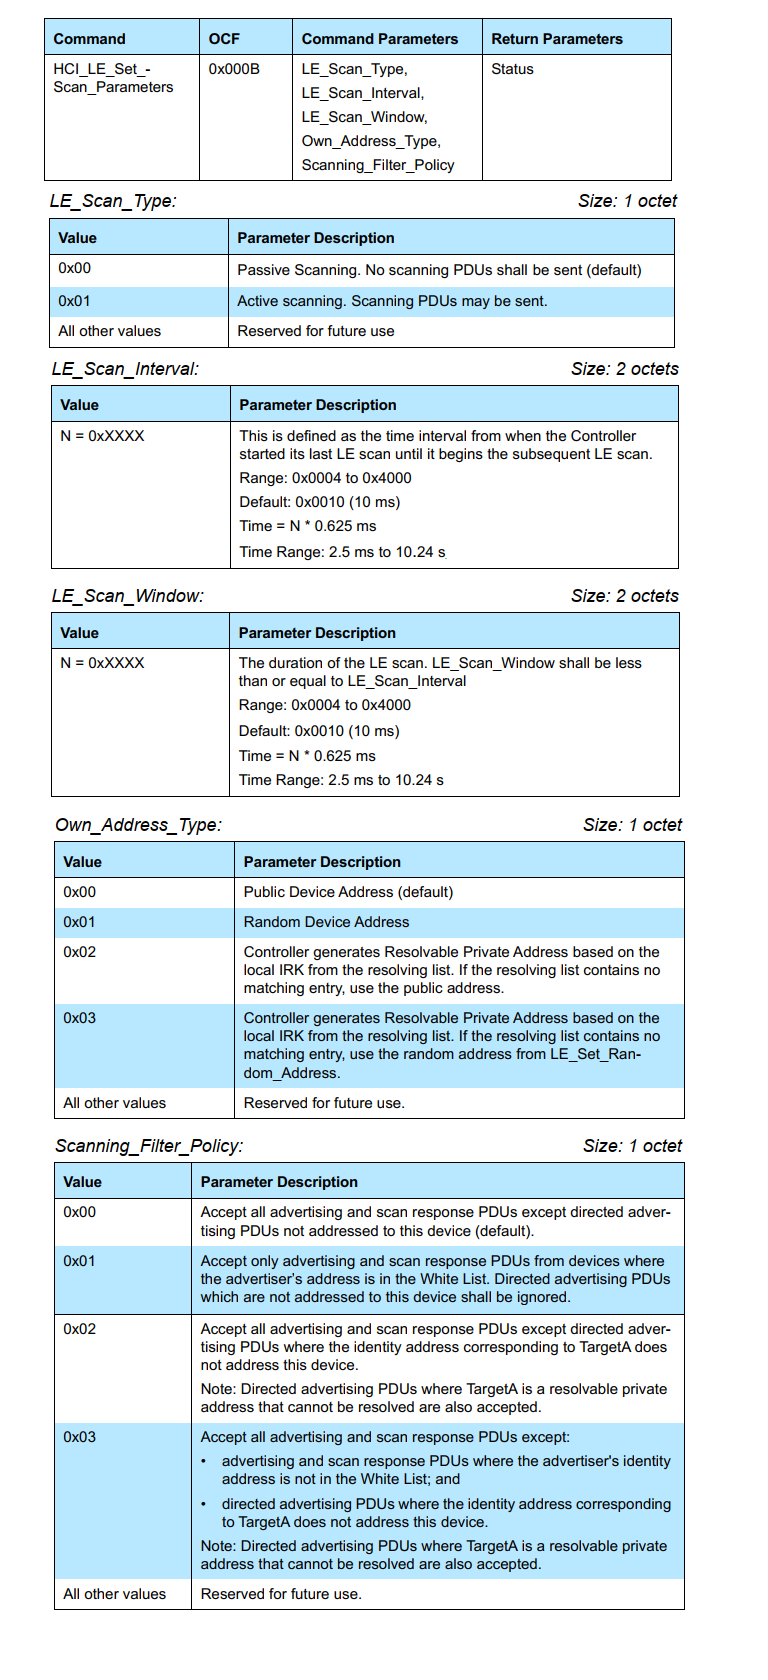 Command OCF Command Parameters Return Parameters
HCI_LE_Set_- 0x000B LE_Scan_Type, Status
Scan_Parameters
LE_Scan_Interval,
LE_Scan_Window,
Own_Address_Type,
Scanning_Filter_Policy
LE_Scan_Type: Size: 1 octet
Value Parameter Description
0x00 Passive Scanning. No scanning PDUs shall be sent (default)
0x01 Active scanning. Scanning PDUs may be sent.
All other values Reserved for future use
LE_Scan_Interval: Size: 2 octets
Value Parameter Description
N = 0xXXXX This is defined as the time interval from when the Controller
started its last LE scan until it begins the subsequent LE scan.
Range: 0x0004 to 0x4000
Default: 0x0010 (10 ms)
Time = N * 0.625 ms
Time Range: 2.5 ms to 10.24 s
LE_Scan_Window: Size: 2 octets
Value Parameter Description
N = 0xXXXX The duration of the LE scan. LE_Scan_Window shall be less
than or equal to LE_Scan_Interval
Range: 0x0004 to 0x4000
Default: 0x0010 (10 ms)
Time = N * 0.625 ms
Time Range: 2.5 ms to 10.24 s
Own_Address_Type: Size: 1 octet
Value Parameter Description
0x00 Public Device Address (default)
0x01 Random Device Address
0x02 Controller generates Resolvable Private Address based on the
local IRK from the resolving list. If the resolving list contains no
matching entry, use the public address.
0x03 Controller generates Resolvable Private Address based on the
local IRK from the resolving list. If the resolving list contains no
matching entry, use the random address from LE_Set_Ran-
dom_Address.
All other values Reserved for future use.
Scanning_Filter_Policy: Size: 1 octet
Value Parameter Description
0x00 Accept all advertising and scan response PDUs except directed adver-
tising PDUs not addressed to this device (default).
0x01 Accept only advertising and scan response PDUs from devices where
the advertiser's address is in the White List. Directed advertising PDUs
which are not addressed to this device shall be ignored.
0x02 Accept all advertising and scan response PDUs except directed adver-
tising PDUs where the identity address corresponding to TargetA does
not address this device.
Note: Directed advertising PDUs where TargetA is a resolvable private
address that cannot be resolved are also accepted.
0x03 Accept all advertising and scan response PDUs except:
• advertising and scan response PDUs where the advertiser's identity
address is not in the White List; and
• directed advertising PDUs where the identity address corresponding
to TargetA does not address this device.
Note: Directed advertising PDUs where TargetA is a resolvable private
address that cannot be resolved are also accepted.
All other values Reserved for future use.